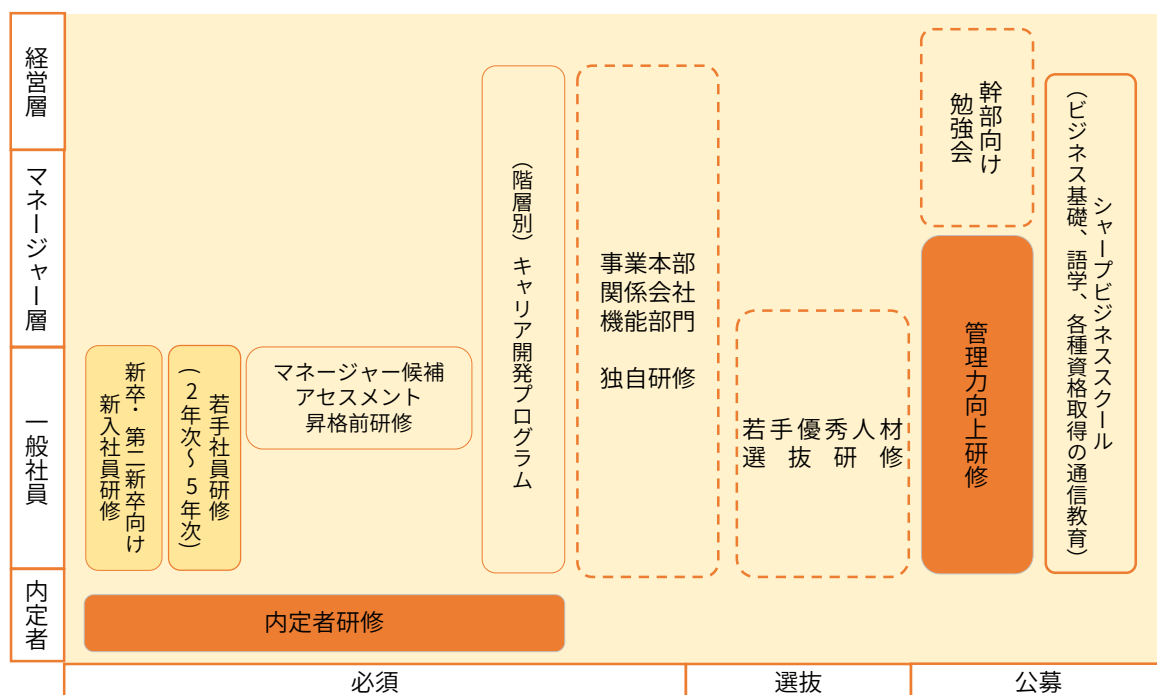 経営層
マネージャー層
一般社員
内定者
新卒・第二新卒向け
新入社員研修
若手社員研修
(2年次～5年次)
マネージャー候補
アセスメント
昇格前研修
(階層別)キャリア開発プログラム
事業本部
関係会社
機能部門
独自研修
若手優秀人材
選抜研修
幹部向け
勉強会
管理力向上研修
シャープビジネススクール
(ビジネス基礎、語学、各種資格取得の通信教育)
内定者研修
必須
選抜
公募